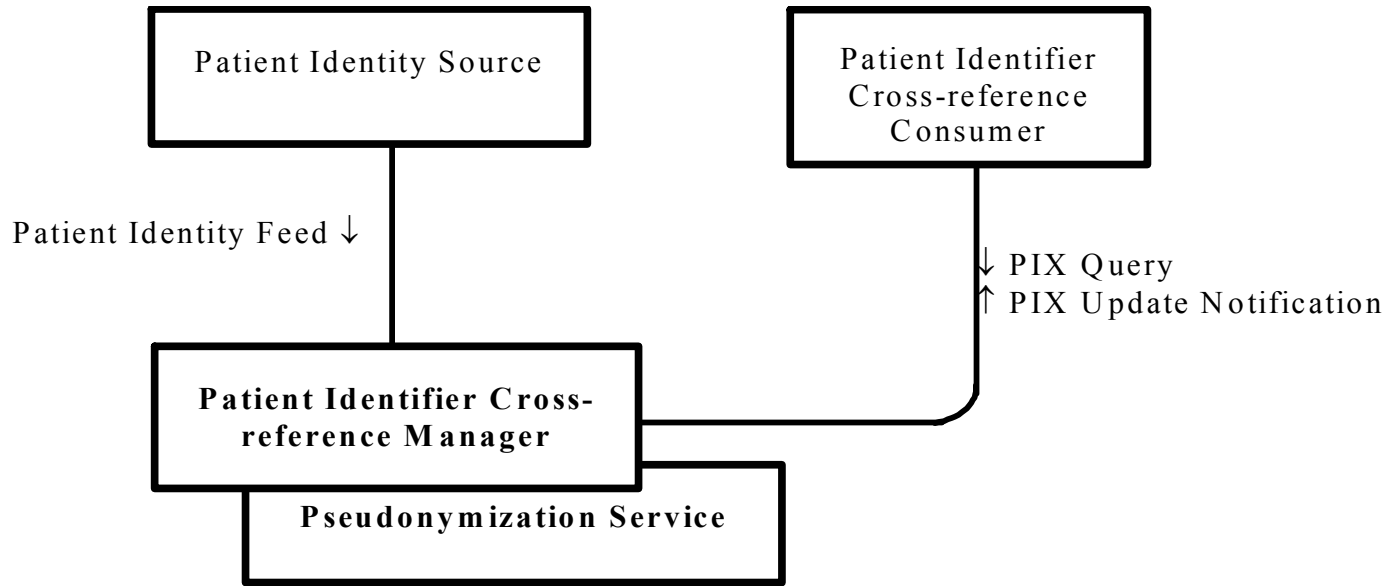 Patient Identity Source
Patient Identifier
Cross-reference
Consumer
Patient Identity Feed ↓
↓ PIX Query
↑ PIX Update Notification
Patient Identifier Cross-
reference Manager
Pseudonymization Service